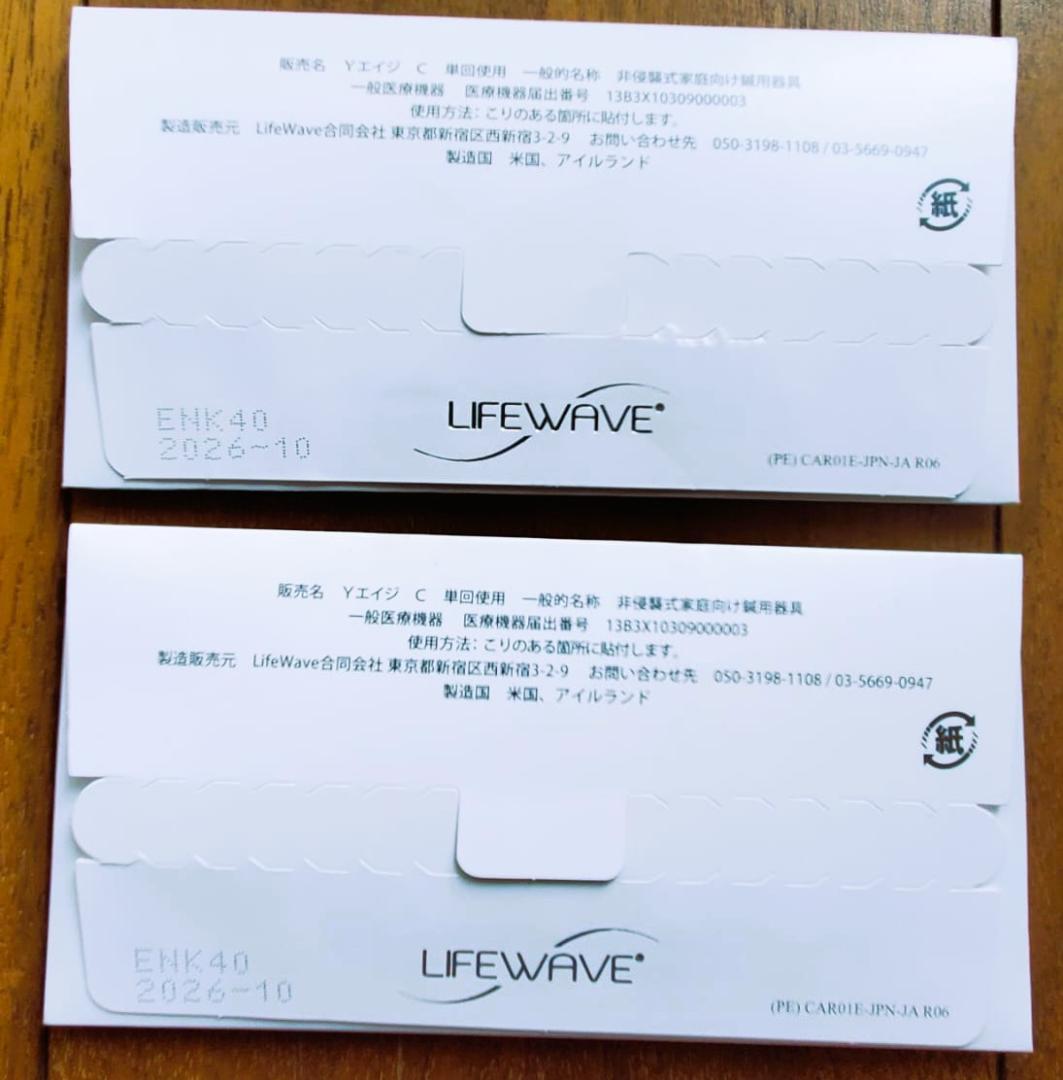 販売名 Yエイジ C 単回使用 一般的名称 非侵襲式家庭向け鍼用器具
一般医療機器 医療機器届出番号 13B3X10309000003
使用方法：こりのある箇所に貼付します。
製造販売元 LifeWave合同会社 東京都新宿区西新宿3-2-9 お問い合わせ先 050-3198-1108 / 03-5669-0947
製造国 米国、アイルランド
紙
ENK40
2026-10
LIFEWAVE®
(PE) CAR01E-JPN-JA R06
販売名 Yエイジ C 単回使用 一般的名称 非侵襲式家庭向け鍼用器具
一般医療機器 医療機器届出番号 13B3X10309000003
使用方法：こりのある箇所に貼付します。
製造販売元 LifeWave合同会社 東京都新宿区西新宿3-2-9 お問い合わせ先 050-3198-1108 / 03-5669-0947
製造国 米国、アイルランド
紙
ENK40
2026-10
LIFEWAVE®
(PE) CAR01E-JPN-JA R06